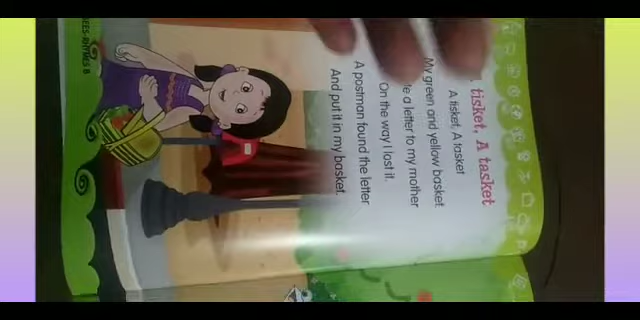 tisket, A tasket
A tisket, A tasket
My green and yellow basket
a letter to my mother
On the way I lost it.
A postman found the letter
And put it in my basket.
RHYMES B